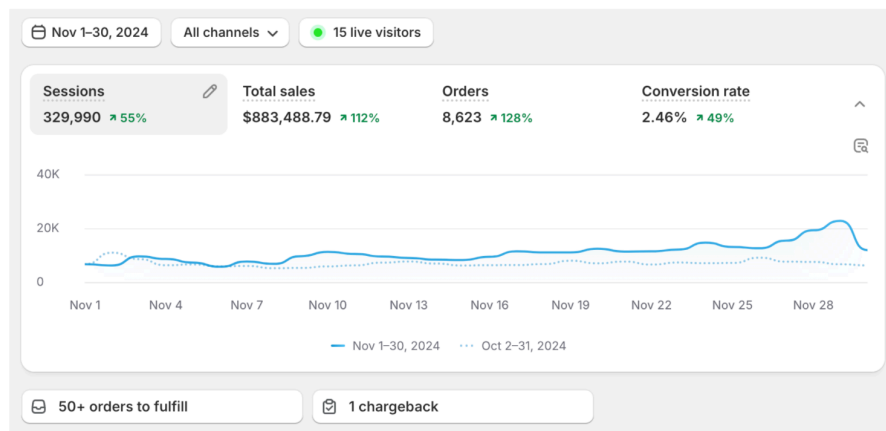 Nov 1–30, 2024 All channels 15 live visitors
Sessions Total sales Orders Conversion rate
329,990 55% $883,488.79 112% 8,623 128% 2.46% 49%
40K
20K
0
Nov 1 Nov 4 Nov 7 Nov 10 Nov 13 Nov 16 Nov 19 Nov 22 Nov 25 Nov 28
Nov 1–30, 2024 Oct 2–31, 2024
50+ orders to fulfill 1 chargeback